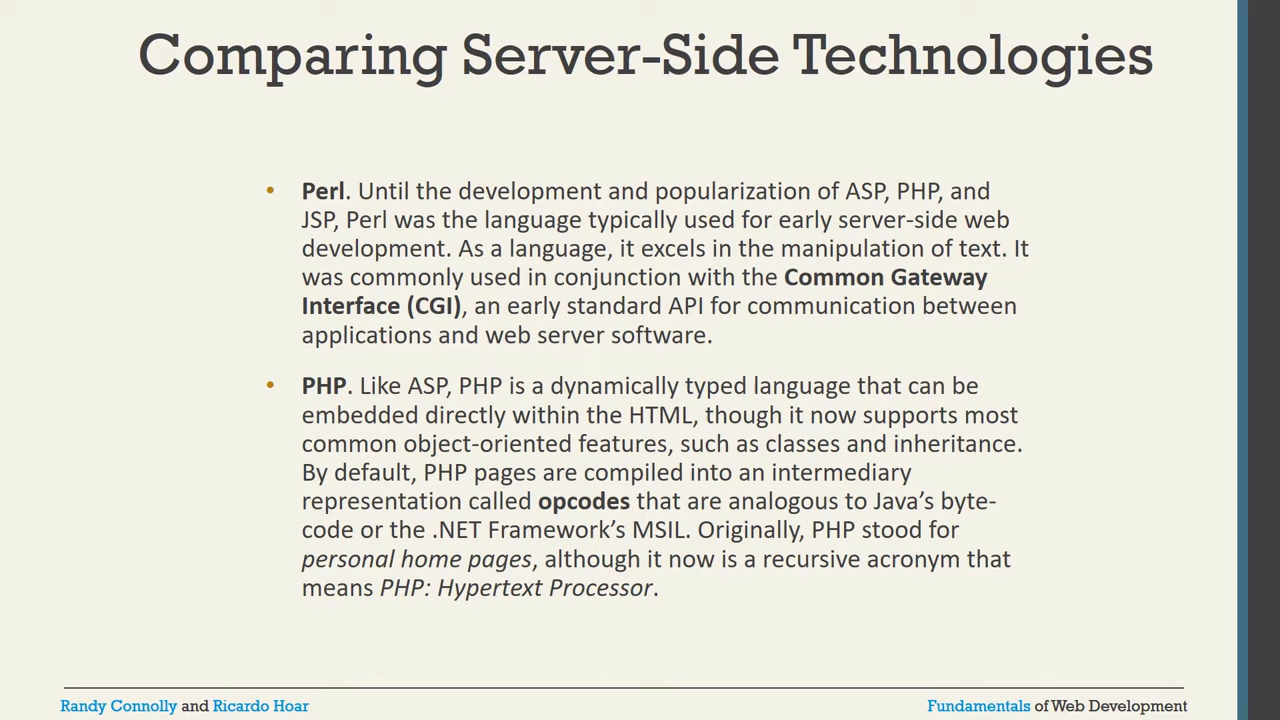 Comparing Server-Side Technologies
• Perl. Until the development and popularization of ASP, PHP, and
JSP, Perl was the language typically used for early server-side web
development. As a language, it excels in the manipulation of text. It
was commonly used in conjunction with the Common Gateway
Interface (CGI), an early standard API for communication between
applications and web server software.
• PHP. Like ASP, PHP is a dynamically typed language that can be
embedded directly within the HTML, though it now supports most
common object-oriented features, such as classes and inheritance.
By default, PHP pages are compiled into an intermediary
representation called opcodes that are analogous to Java’s byte-
code or the .NET Framework’s MSIL. Originally, PHP stood for
personal home pages, although it now is a recursive acronym that
means PHP: Hypertext Processor.
Randy Connolly and Ricardo Hoar
Fundamentals of Web Development